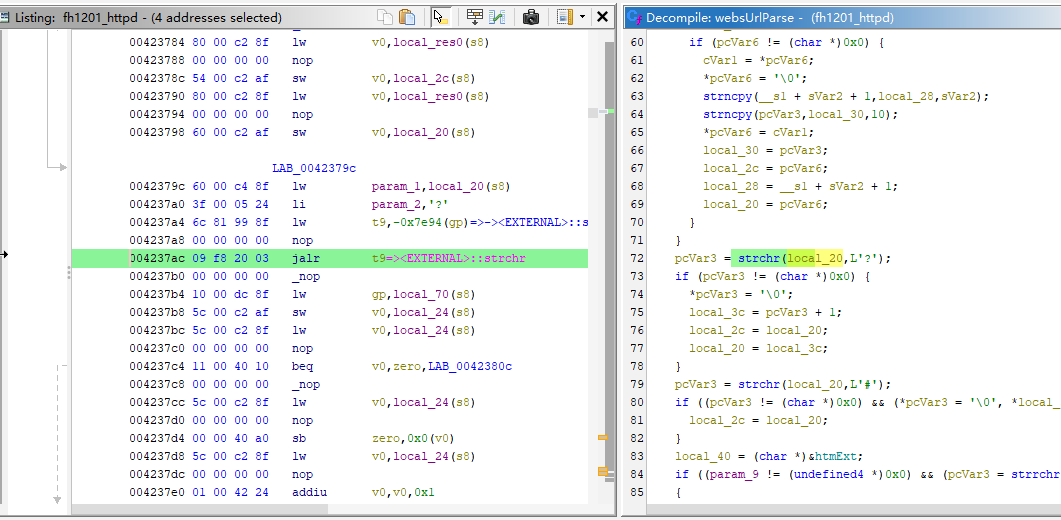 Listing: fh1201_httpd - (4 addresses selected)
00423784 80 00 c2 8f lw v0,local_res0(s8)
00423788 00 00 00 00 nop
0042378c 54 00 c2 af sw v0,local_2c(s8)
00423790 80 00 c2 8f lw v0,local_res0(s8)
00423794 00 00 00 00 nop
00423798 60 00 c2 af sw v0,local_20(s8)
LAB_0042379c
0042379c 60 00 c4 8f lw param_1,local_20(s8)
004237a0 3f 00 05 24 li param_2,'?'
004237a4 6c 81 99 8f lw t9,-0x7e94(gp)=>-><EXTERNAL>::s
004237a8 00 00 00 00 nop
004237ac 09 f8 20 03 jalr t9=><EXTERNAL>::strchr
004237b0 00 00 00 00 _nop
004237b4 10 00 dc 8f lw gp,local_70(s8)
004237b8 5c 00 c2 af sw v0,local_24(s8)
004237bc 5c 00 c2 8f lw v0,local_24(s8)
004237c0 00 00 00 00 nop
004237c4 11 00 40 10 beq v0,zero,LAB_0042380c
004237c8 00 00 00 00 _nop
004237cc 5c 00 c2 8f lw v0,local_24(s8)
004237d0 00 00 00 00 nop
004237d4 00 00 40 a0 sb zero,0x0(v0)
004237d8 5c 00 c2 8f lw v0,local_24(s8)
004237dc 00 00 00 00 nop
004237e0 01 00 42 24 addiu v0,v0,0x1
Decompile: websUrlParse - (fh1201_httpd)
60 if (pcVar6 != (char *)0x0) {
61 cVar1 = *pcVar6;
62 *pcVar6 = '\0';
63 strncpy(__s1 + sVar2 + 1,local_28,sVar2);
64 strncpy(pcVar3,local_30,10);
65 *pcVar6 = cVar1;
66 local_30 = pcVar3;
67 local_2c = pcVar6;
68 local_28 = __s1 + sVar2 + 1;
69 local_20 = pcVar6;
70 }
71 }
72 pcVar3 = strchr(local_20,L'?');
73 if (pcVar3 != (char *)0x0) {
74 *pcVar3 = '\0';
75 local_3c = pcVar3 + 1;
76 local_2c = local_20;
77 local_20 = local_3c;
78 }
79 pcVar3 = strchr(local_20,L'#');
80 if ((pcVar3 != (char *)0x0) && (*pcVar3 = '\0', *local_
81 local_2c = local_20;
82 }
83 local_40 = (char *)&htmExt;
84 if ((param_9 != (undefined4 *)0x0) && (pcVar3 = strrchr
85 {